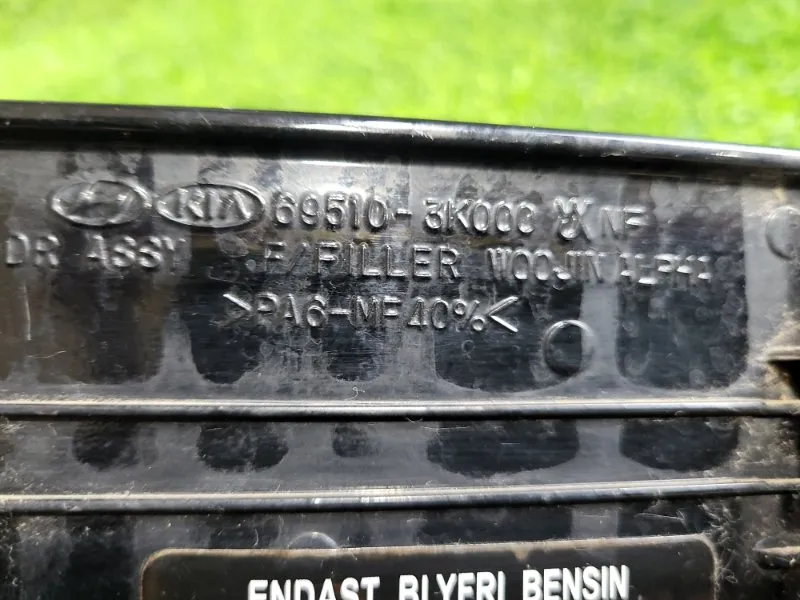 KIA 69510-3K000 NF
DR ASSY F/FILLER WOOJIN ALPHA
>PA6-MF40%<
ENDAST BLYFRI BENSIN